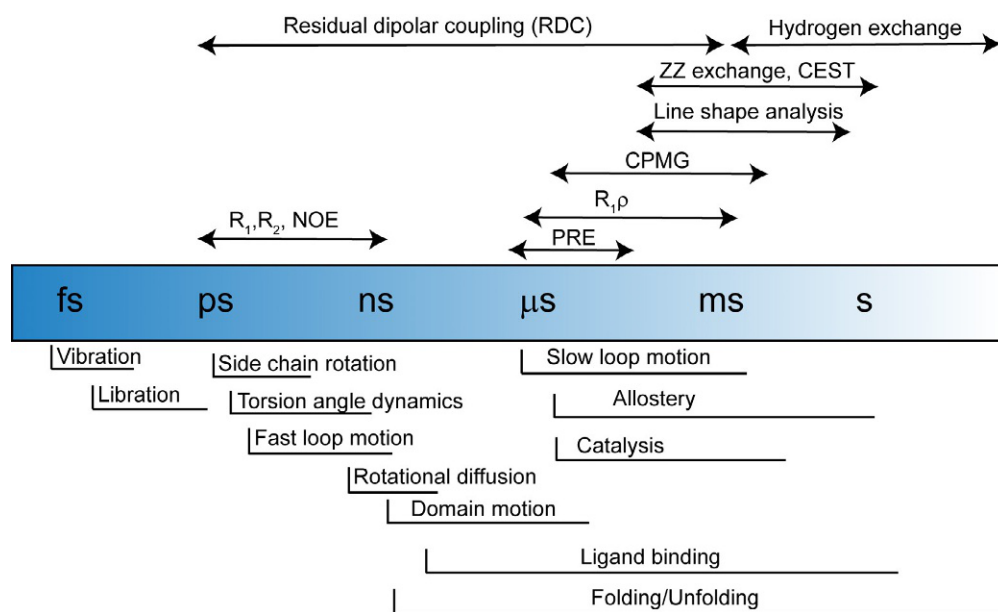 Residual dipolar coupling (RDC)
Hydrogen exchange
ZZ exchange, CEST
Line shape analysis
CPMG
R₁ρ
R₁,R₂, NOE
PRE
fs ps ns μs ms s
Vibration
Side chain rotation
Slow loop motion
Libration
Torsion angle dynamics
Allostery
Fast loop motion
Catalysis
Rotational diffusion
Domain motion
Ligand binding
Folding/Unfolding